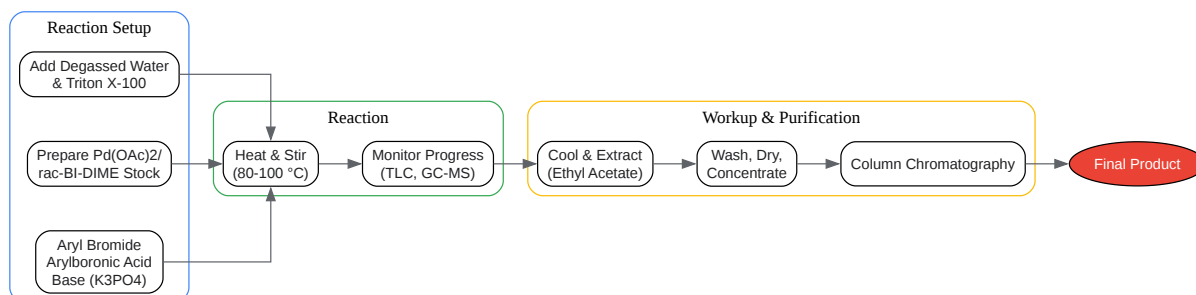 Reaction Setup
Add Degassed Water
& Triton X-100
Prepare Pd(OAc)2/
rac-BI-DIME Stock
Aryl Bromide
Arylboronic Acid
Base (K3PO4)
Reaction
Heat & Stir
(80-100 °C)
Monitor Progress
(TLC, GC-MS)
Workup & Purification
Cool & Extract
(Ethyl Acetate)
Wash, Dry,
Concentrate
Column Chromatography
Final Product